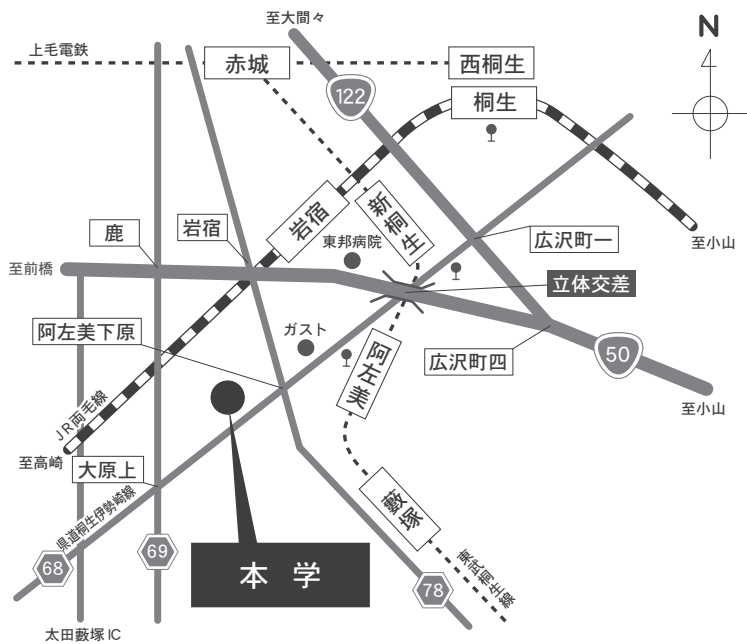 至大間々
N
上毛電鉄
赤城
西桐生
122
桐生
岩宿
新桐生
鹿
岩宿
東邦病院
広沢町一
至小山
至前橋
立体交差
阿左美下原
ガスト
阿左美
広沢町四
50
至小山
JR両毛線
至高崎
大原上
藪塚
県道桐生伊勢崎線
68
69
本 学
78
東武桐生線
太田藪塚 IC